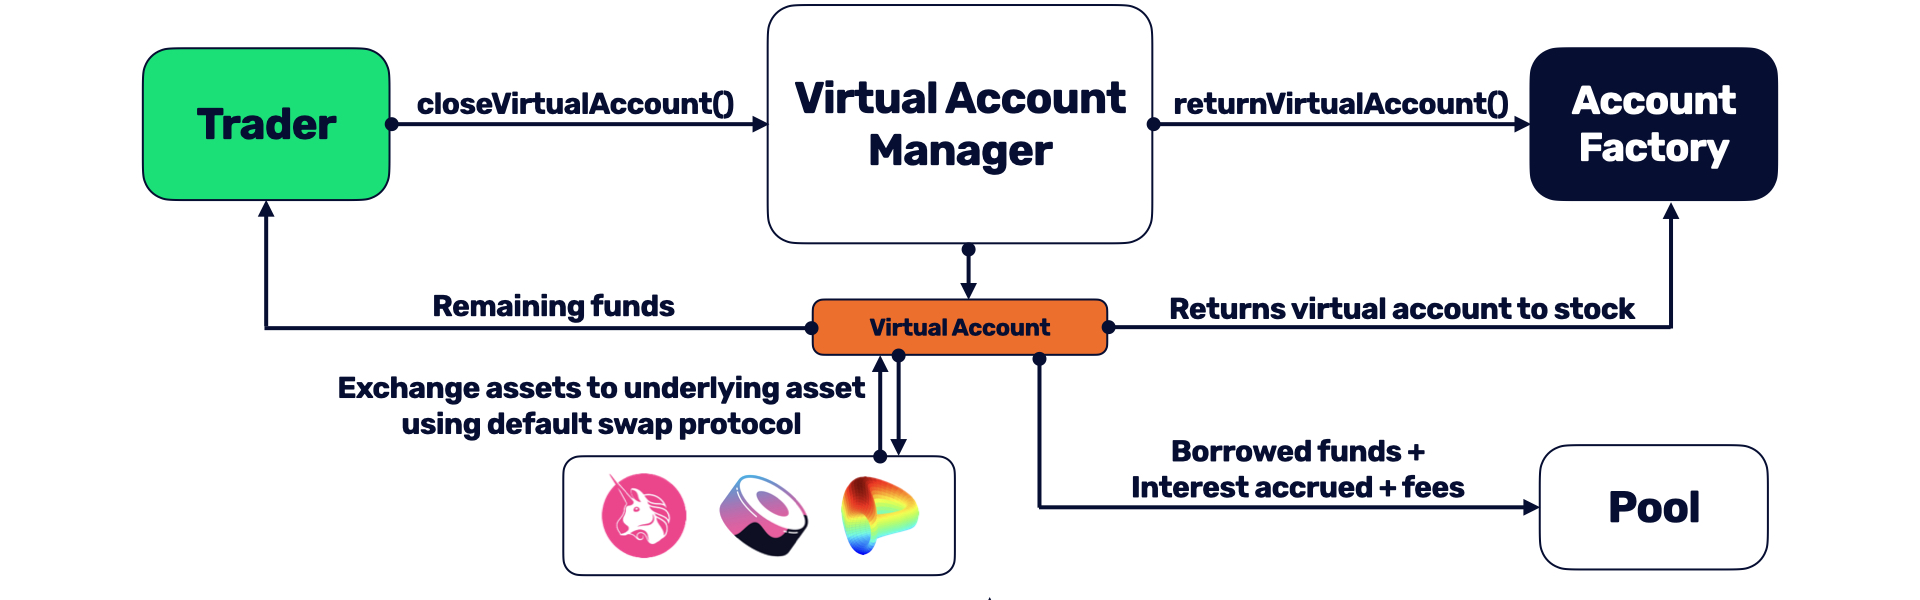 Trader
closeVirtualAccount()
Virtual Account
Manager
returnVirtualAccount()
Account
Factory
Remaining funds
Virtual Account
Returns virtual account to stock
Exchange assets to underlying asset
using default swap protocol
Borrowed funds +
Interest accrued + fees
Pool